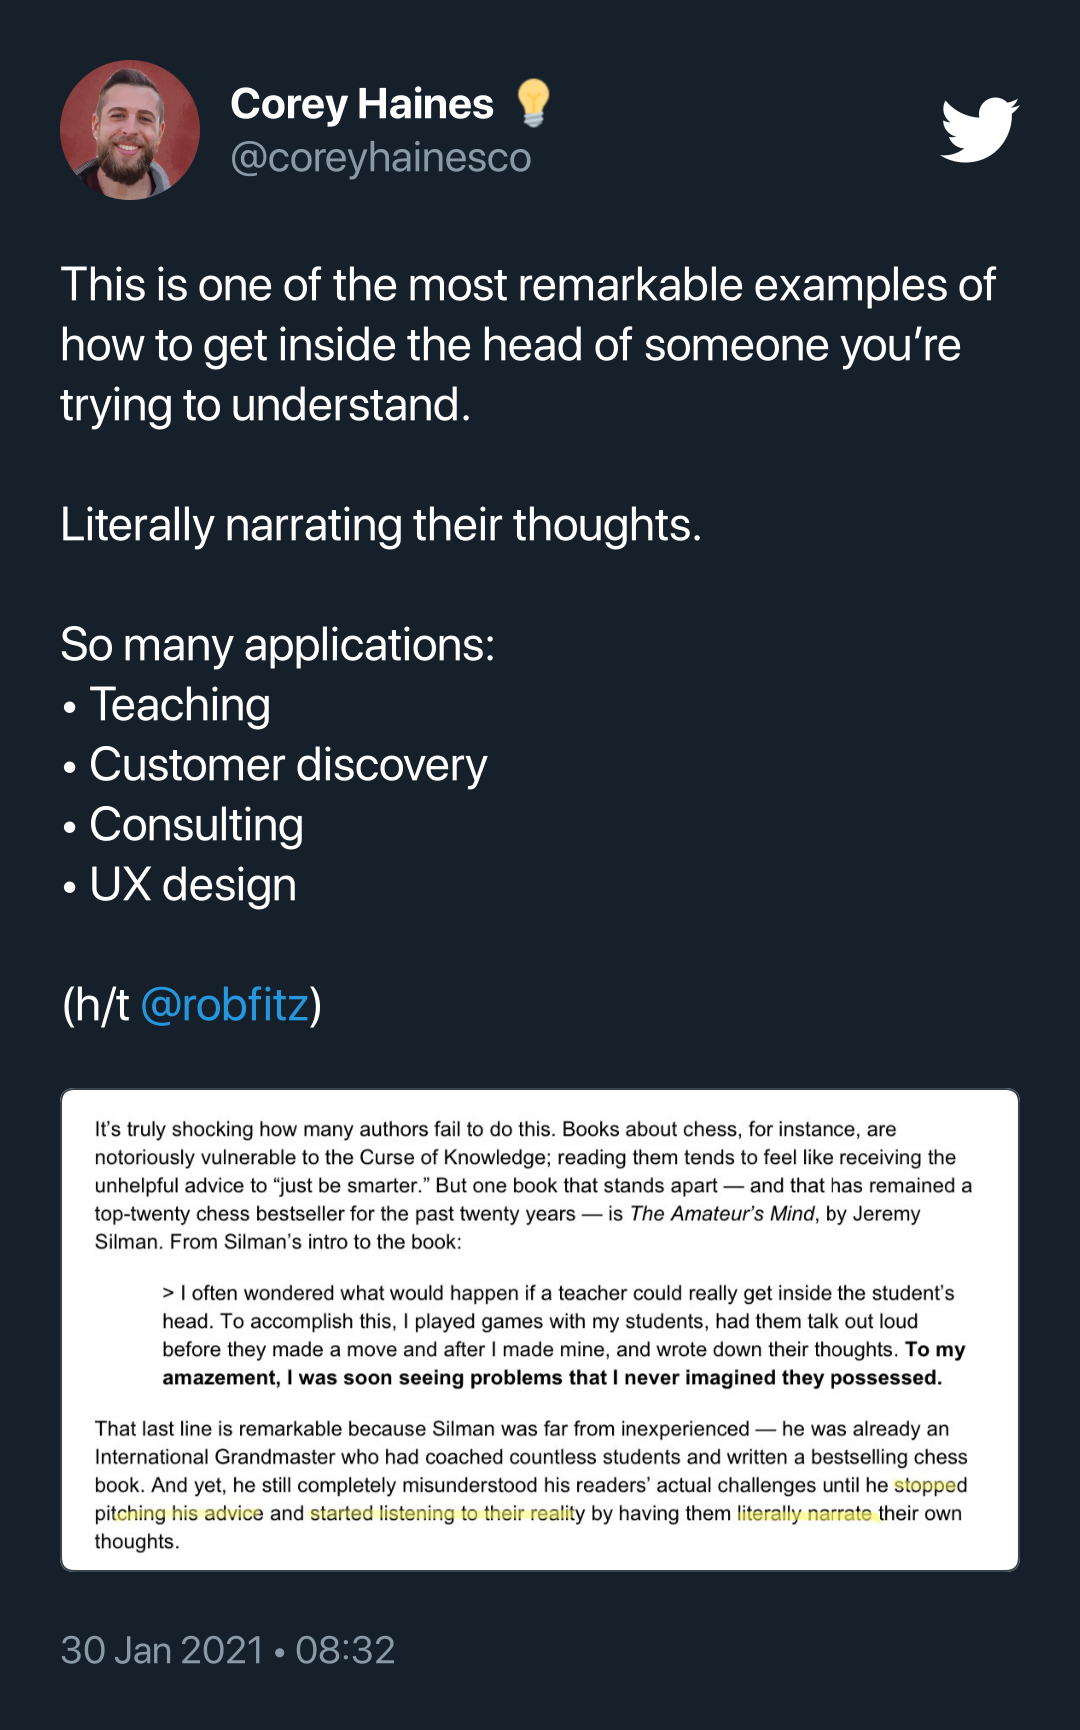 Corey Haines 💡
@coreyhainesco
This is one of the most remarkable examples of
how to get inside the head of someone you’re
trying to understand.
Literally narrating their thoughts.
So many applications:
• Teaching
• Customer discovery
• Consulting
• UX design
(h/t @robfitz)
It’s truly shocking how many authors fail to do this. Books about chess, for instance, are
notoriously vulnerable to the Curse of Knowledge; reading them tends to feel like receiving the
unhelpful advice to “just be smarter.” But one book that stands apart — and that has remained a
top-twenty chess bestseller for the past twenty years — is The Amateur’s Mind, by Jeremy
Silman. From Silman’s intro to the book:
> I often wondered what would happen if a teacher could really get inside the student’s
head. To accomplish this, I played games with my students, had them talk out loud
before they made a move and after I made mine, and wrote down their thoughts. To my
amazement, I was soon seeing problems that I never imagined they possessed.
That last line is remarkable because Silman was far from inexperienced — he was already an
International Grandmaster who had coached countless students and written a bestselling chess
book. And yet, he still completely misunderstood his readers’ actual challenges until he stopped
pitching his advice and started listening to their reality by having them literally narrate their own
thoughts.
30 Jan 2021 • 08:32